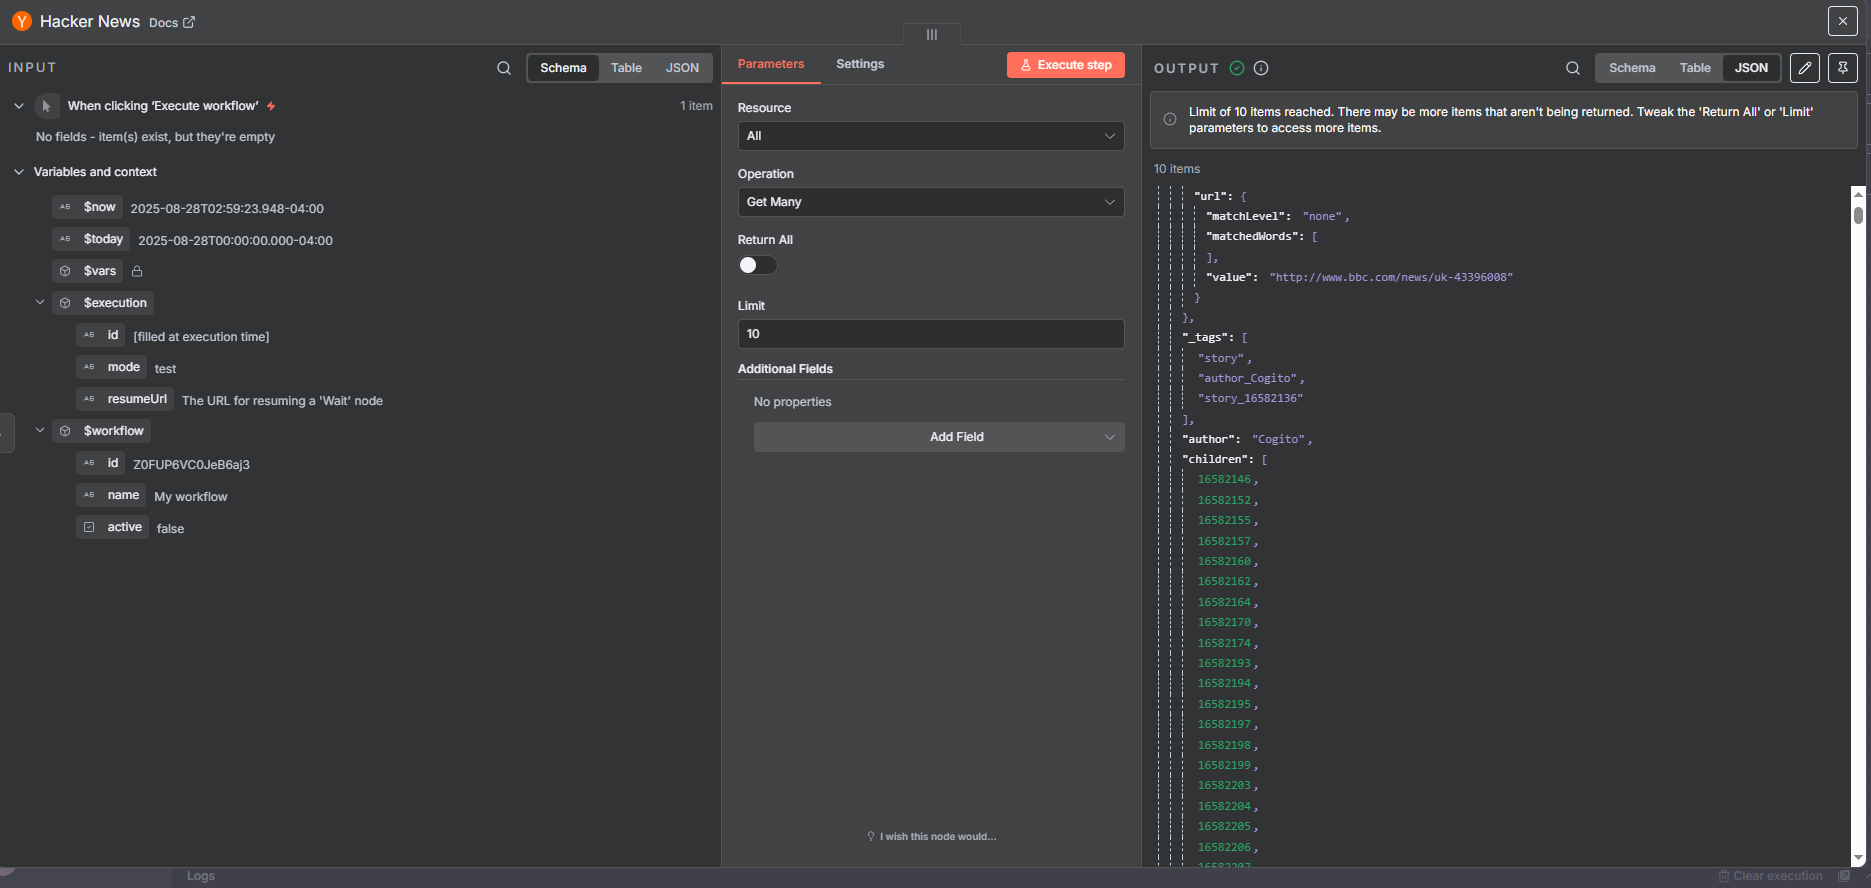 Hacker News Docs
INPUT
Schema Table JSON
When clicking ‘Execute workflow’ 1 item
No fields - item(s) exist, but they're empty
Variables and context
AB $now 2025-08-28T02:59:23.948-04:00
AB $today 2025-08-28T00:00:00.000-04:00
$vars
$execution
AB id [filled at execution time]
AB mode test
AB resumeUrl The URL for resuming a 'Wait' node
$workflow
AB id Z0FUP6VC0JeB6aj3
AB name My workflow
active false
Parameters Settings Execute step
Resource
All
Operation
Get Many
Return All
Limit
10
Additional Fields
No properties
Add Field
I wish this node would...
OUTPUT
Schema Table JSON
Limit of 10 items reached. There may be more items that aren't being returned. Tweak the 'Return All' or 'Limit'
parameters to access more items.
10 items
"url": {
"matchLevel": "none",
"matchedWords": [
],
"value": "http://www.bbc.com/news/uk-43396008"
}
},
"_tags": [
"story",
"author_Cogito",
"story_16582136"
],
"author": "Cogito",
"children": [
16582146,
16582152,
16582155,
16582157,
16582160,
16582162,
16582164,
16582170,
16582174,
16582193,
16582194,
16582195,
16582197,
16582198,
16582199,
16582203,
16582204,
16582205,
16582206,
16582207,
Logs
Clear execution